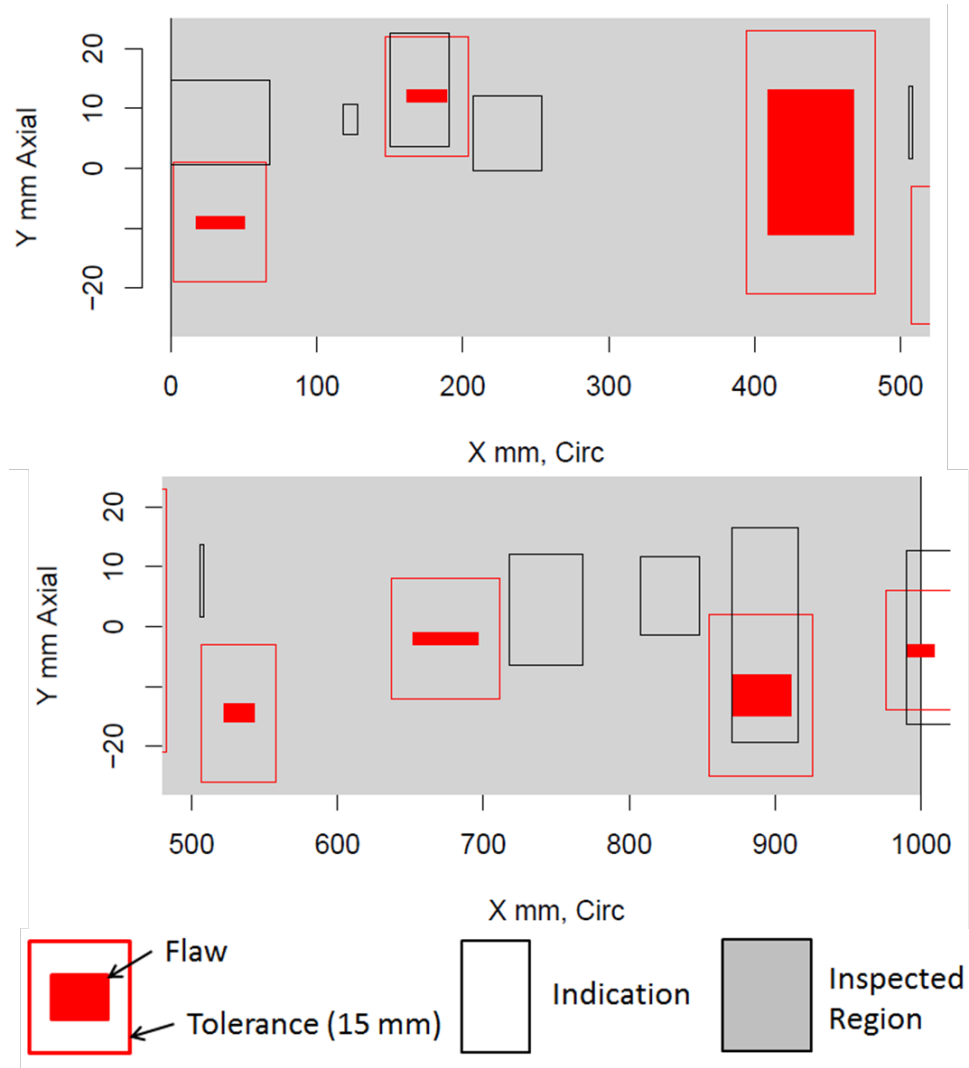 20
10
0
−20
Y mm Axial
0 100 200 300 400 500
X mm, Circ
20
10
0
−20
Y mm Axial
500 600 700 800 900 1000
X mm, Circ
Flaw
Tolerance (15 mm)
Indication
Inspected
Region